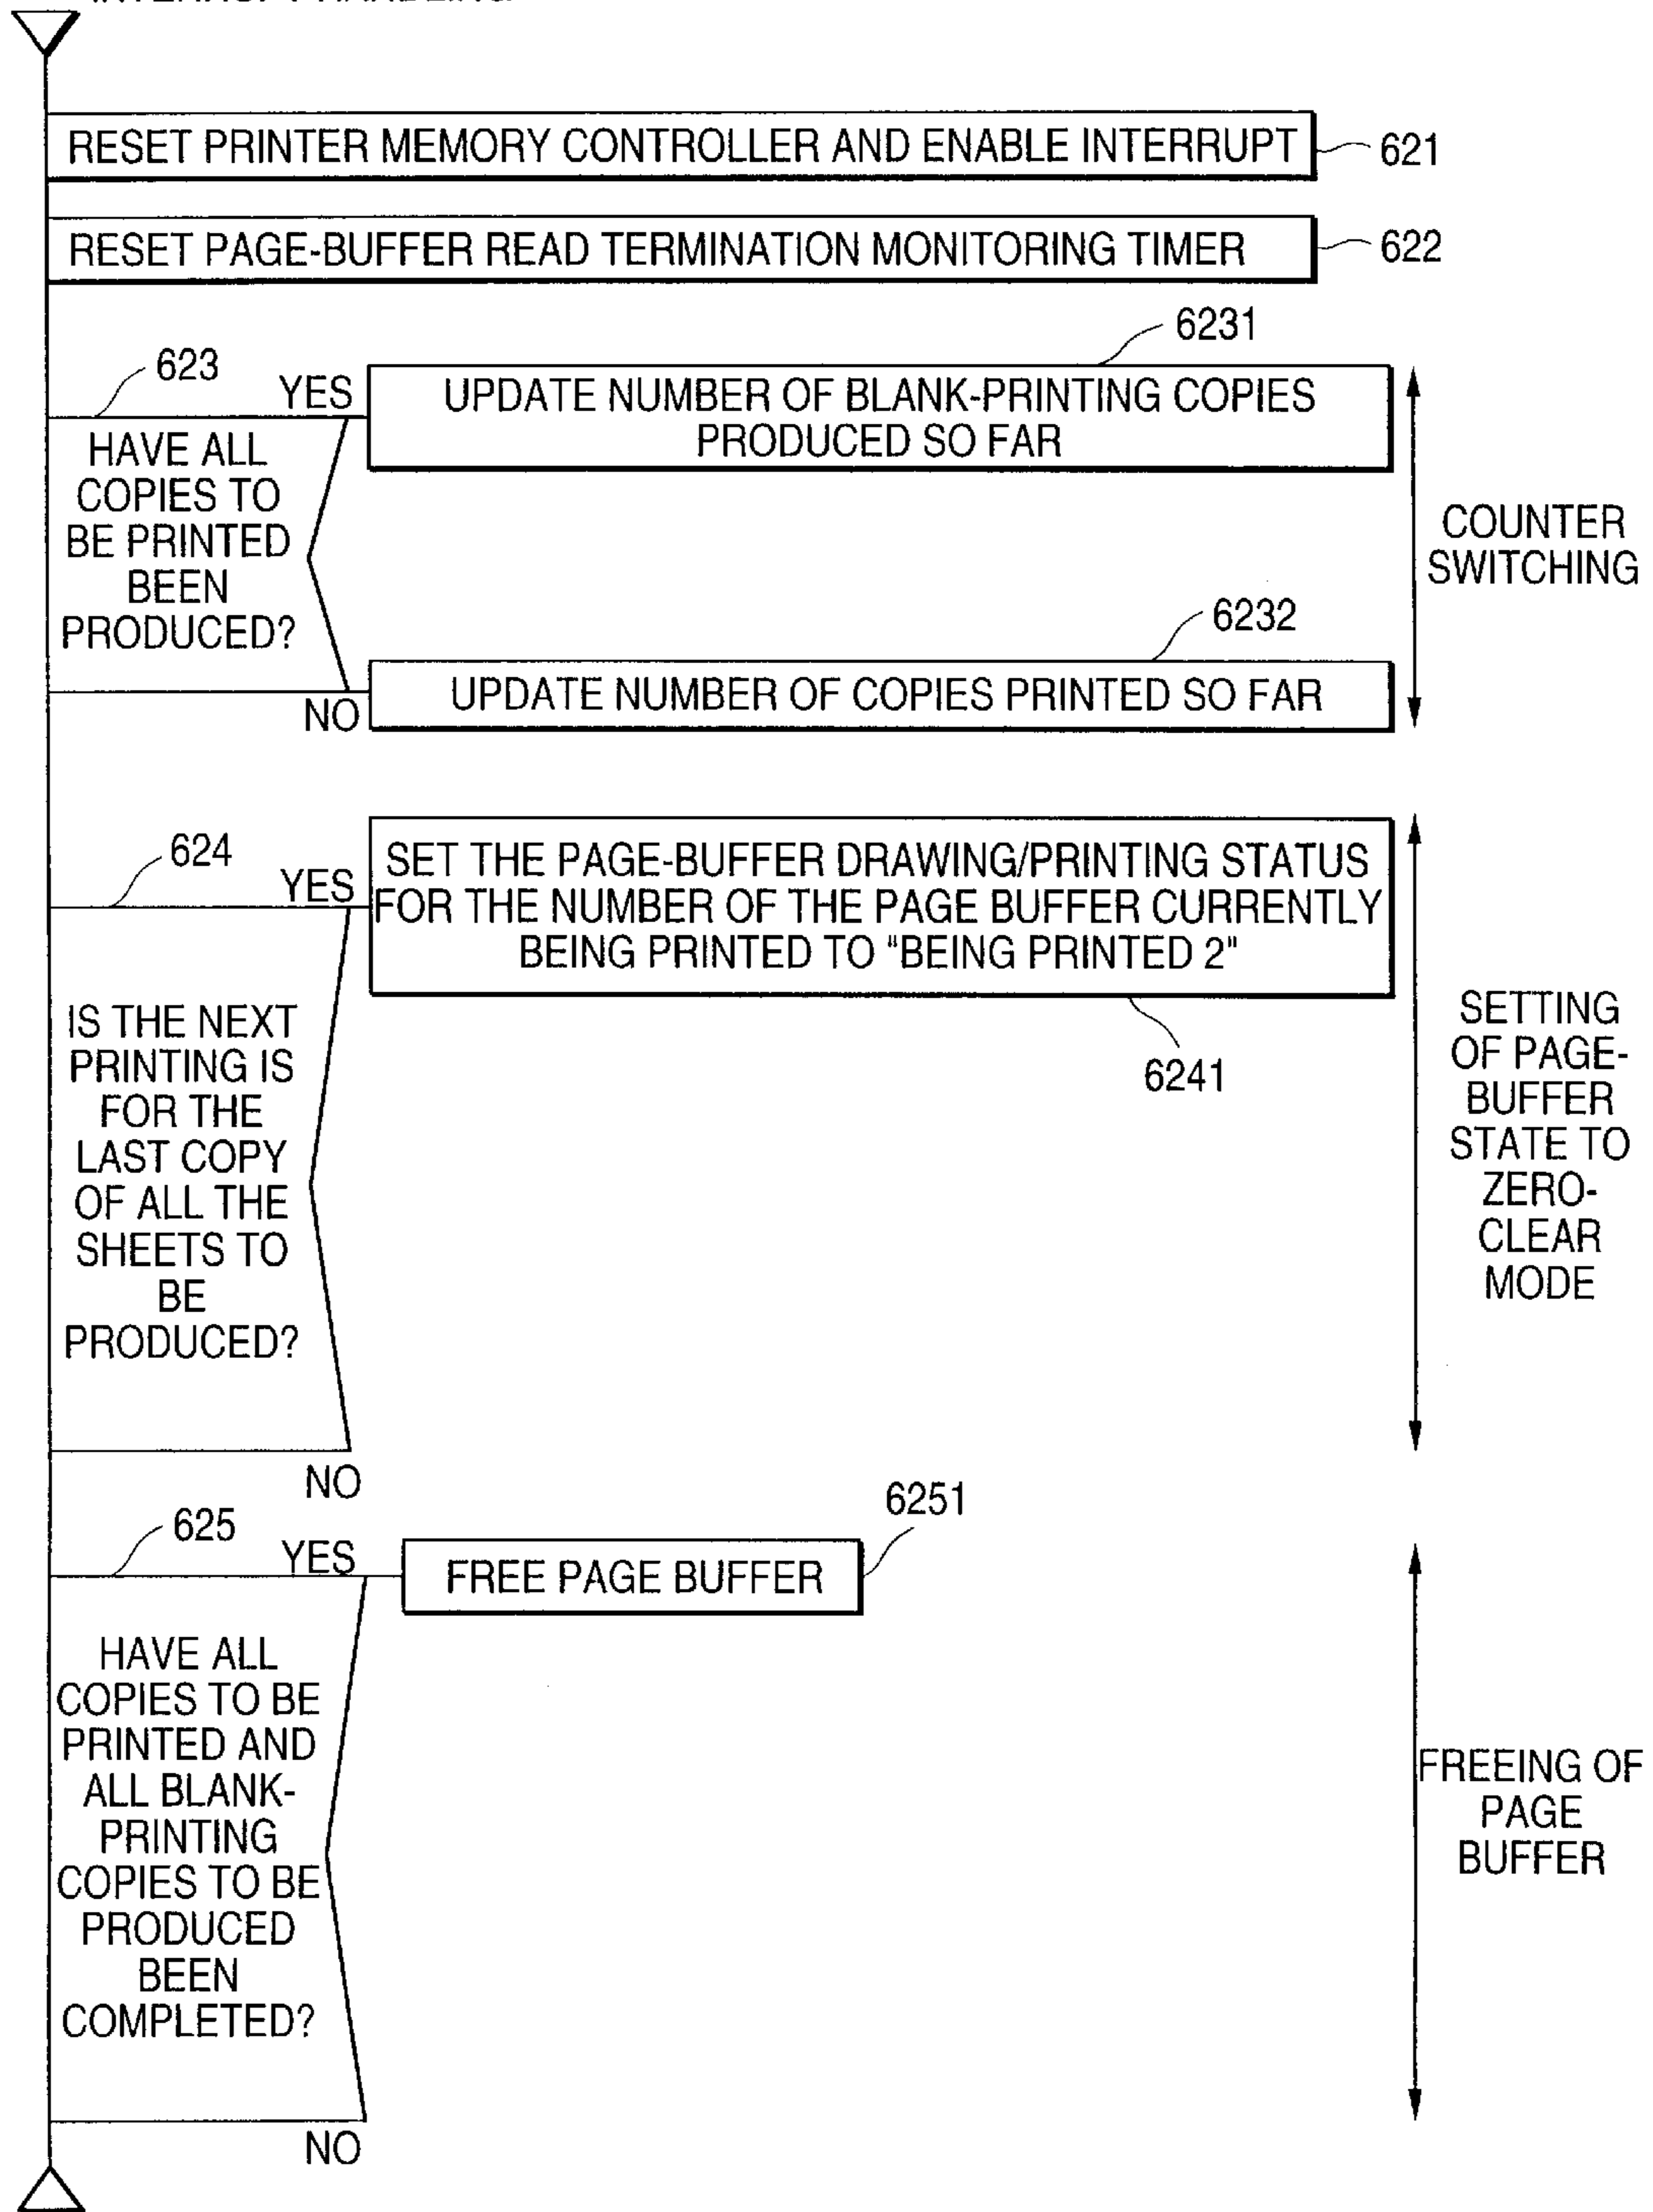 RESET PRINTER MEMORY CONTROLLER AND ENABLE INTERRUPT
621
RESET PAGE-BUFFER READ TERMINATION MONITORING TIMER
622
6231
623
YES
UPDATE NUMBER OF BLANK-PRINTING COPIES
PRODUCED SO FAR
HAVE ALL
COPIES TO
BE PRINTED
BEEN
PRODUCED?
COUNTER
SWITCHING
6232
NO
UPDATE NUMBER OF COPIES PRINTED SO FAR
624
YES
SET THE PAGE-BUFFER DRAWING/PRINTING STATUS
FOR THE NUMBER OF THE PAGE BUFFER CURRENTLY
BEING PRINTED TO "BEING PRINTED 2"
6241
IS THE NEXT
PRINTING IS
FOR THE
LAST COPY
OF ALL THE
SHEETS TO
BE
PRODUCED?
SETTING
OF PAGE-
BUFFER
STATE TO
ZERO-
CLEAR
MODE
NO
6251
625
YES
FREE PAGE BUFFER
HAVE ALL
COPIES TO BE
PRINTED AND
ALL BLANK-
PRINTING
COPIES TO BE
PRODUCED
BEEN
COMPLETED?
FREEING OF
PAGE
BUFFER
NO